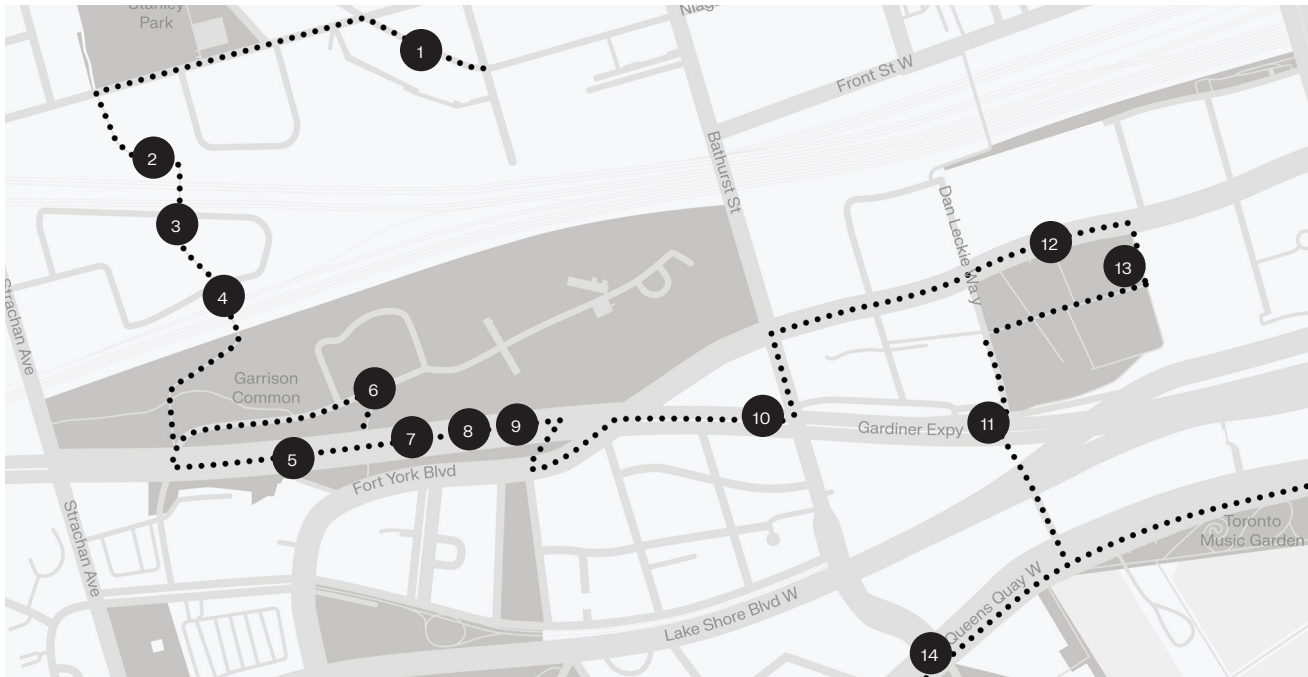 Stanley
Park
1
Front St W
2
Bathurst St
Dan Leckie Way
12
13
3
4
Strachan Ave
Garrison
Common
6
5
7
8
9
10
11
Gardiner Expy
Fort York Blvd
Strachan Ave
Toronto
Music Garden
Lake Shore Blvd W
Queens Quay W
14